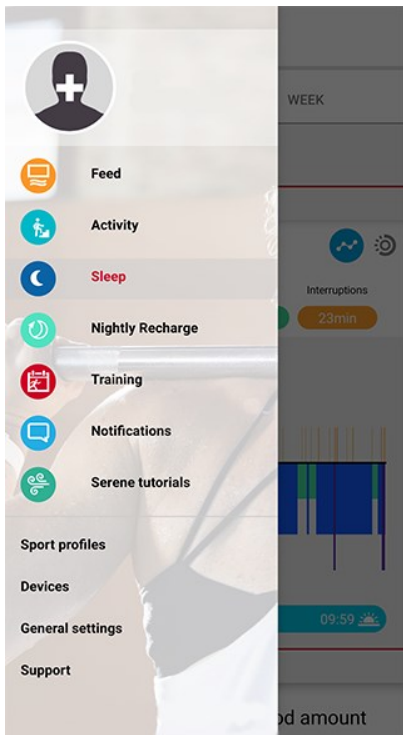 WEEK
Feed
Activity
Sleep
Interruptions
Nightly Recharge
23min
Training
Notifications
Serene tutorials
Sport profiles
Devices
General settings
09:59
Support
amount